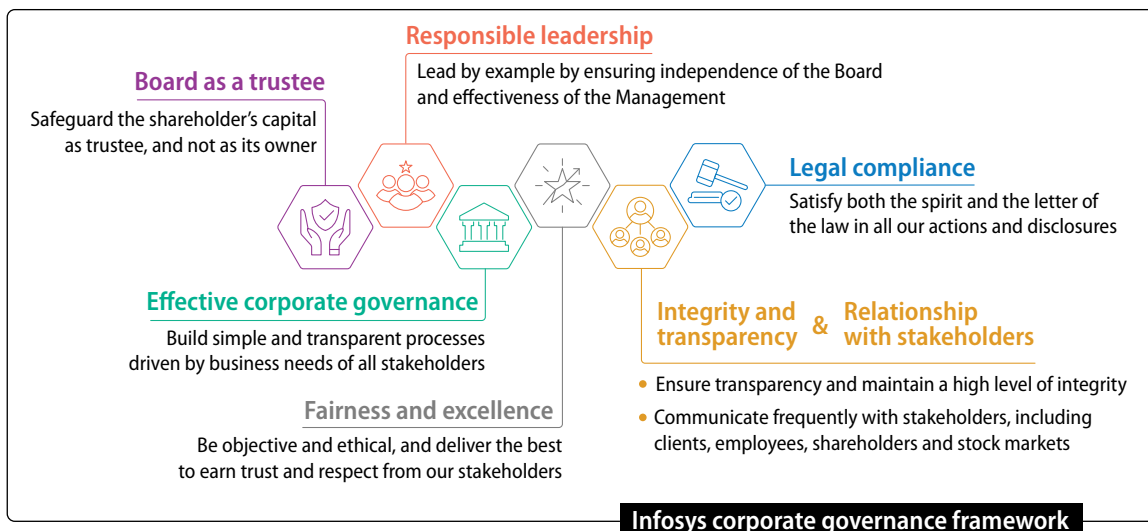 Responsible leadership
Lead by example by ensuring independence of the Board
and effectiveness of the Management
Board as a trustee
Safeguard the shareholder’s capital
as trustee, and not as its owner
Legal compliance
Satisfy both the spirit and the letter of
the law in all our actions and disclosures
Effective corporate governance
Build simple and transparent processes
driven by business needs of all stakeholders
Integrity and
transparency
&
Relationship
with stakeholders
• Ensure transparency and maintain a high level of integrity
• Communicate frequently with stakeholders, including
clients, employees, shareholders and stock markets
Fairness and excellence
Be objective and ethical, and deliver the best
to earn trust and respect from our stakeholders
Infosys corporate governance framework